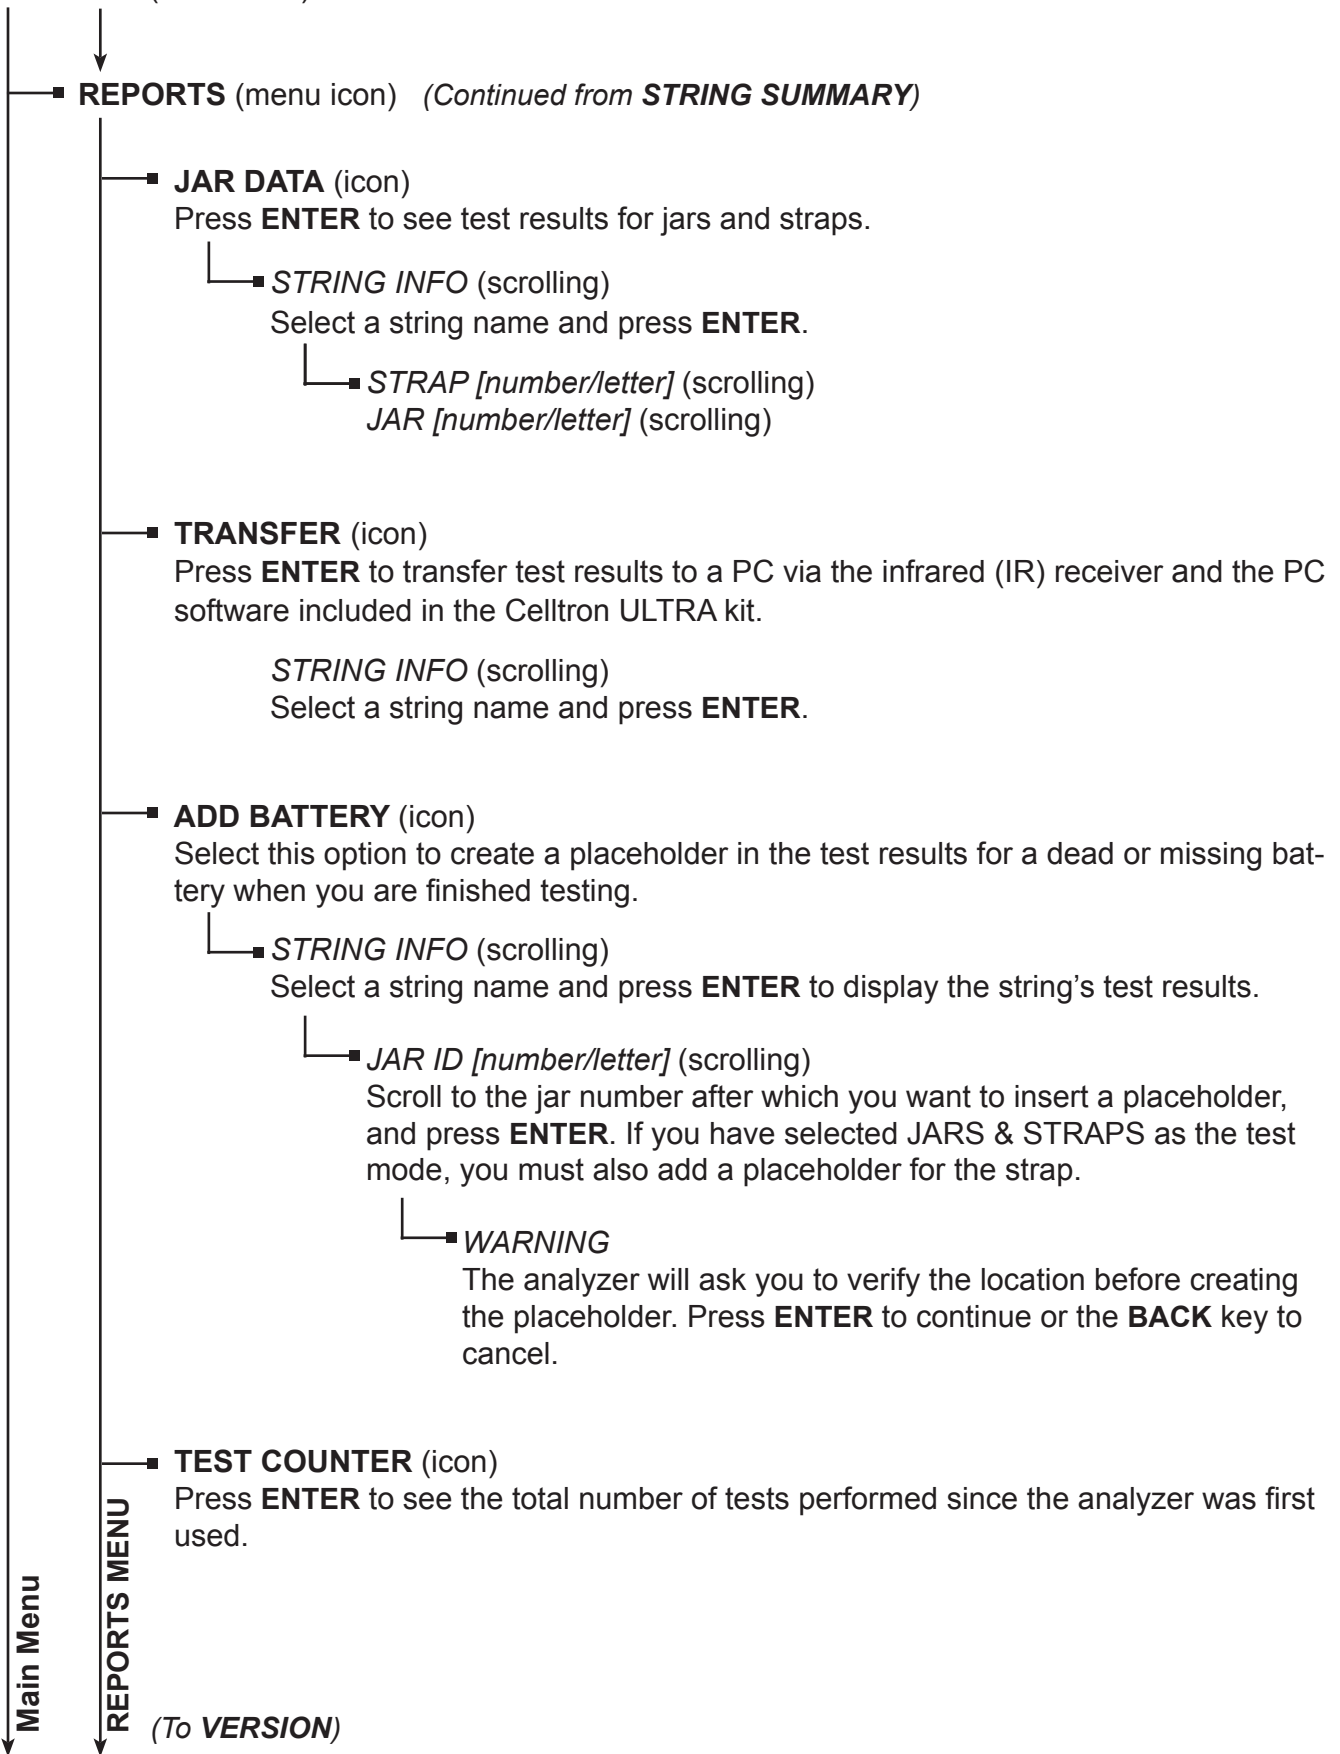 REPORTS (menu icon) (Continued from STRING SUMMARY)
JAR DATA (icon)
Press ENTER to see test results for jars and straps.
STRING INFO (scrolling)
Select a string name and press ENTER.
STRAP [number/letter] (scrolling)
JAR [number/letter] (scrolling)
TRANSFER (icon)
Press ENTER to transfer test results to a PC via the infrared (IR) receiver and the PC
software included in the Celltron ULTRA kit.
STRING INFO (scrolling)
Select a string name and press ENTER.
ADD BATTERY (icon)
Select this option to create a placeholder in the test results for a dead or missing bat-
tery when you are finished testing.
STRING INFO (scrolling)
Select a string name and press ENTER to display the string’s test results.
JAR ID [number/letter] (scrolling)
Scroll to the jar number after which you want to insert a placeholder,
and press ENTER. If you have selected JARS & STRAPS as the test
mode, you must also add a placeholder for the strap.
WARNING
The analyzer will ask you to verify the location before creating
the placeholder. Press ENTER to continue or the BACK key to
cancel.
TEST COUNTER (icon)
Press ENTER to see the total number of tests performed since the analyzer was first
used.
Main Menu
REPORTS MENU
(To VERSION)